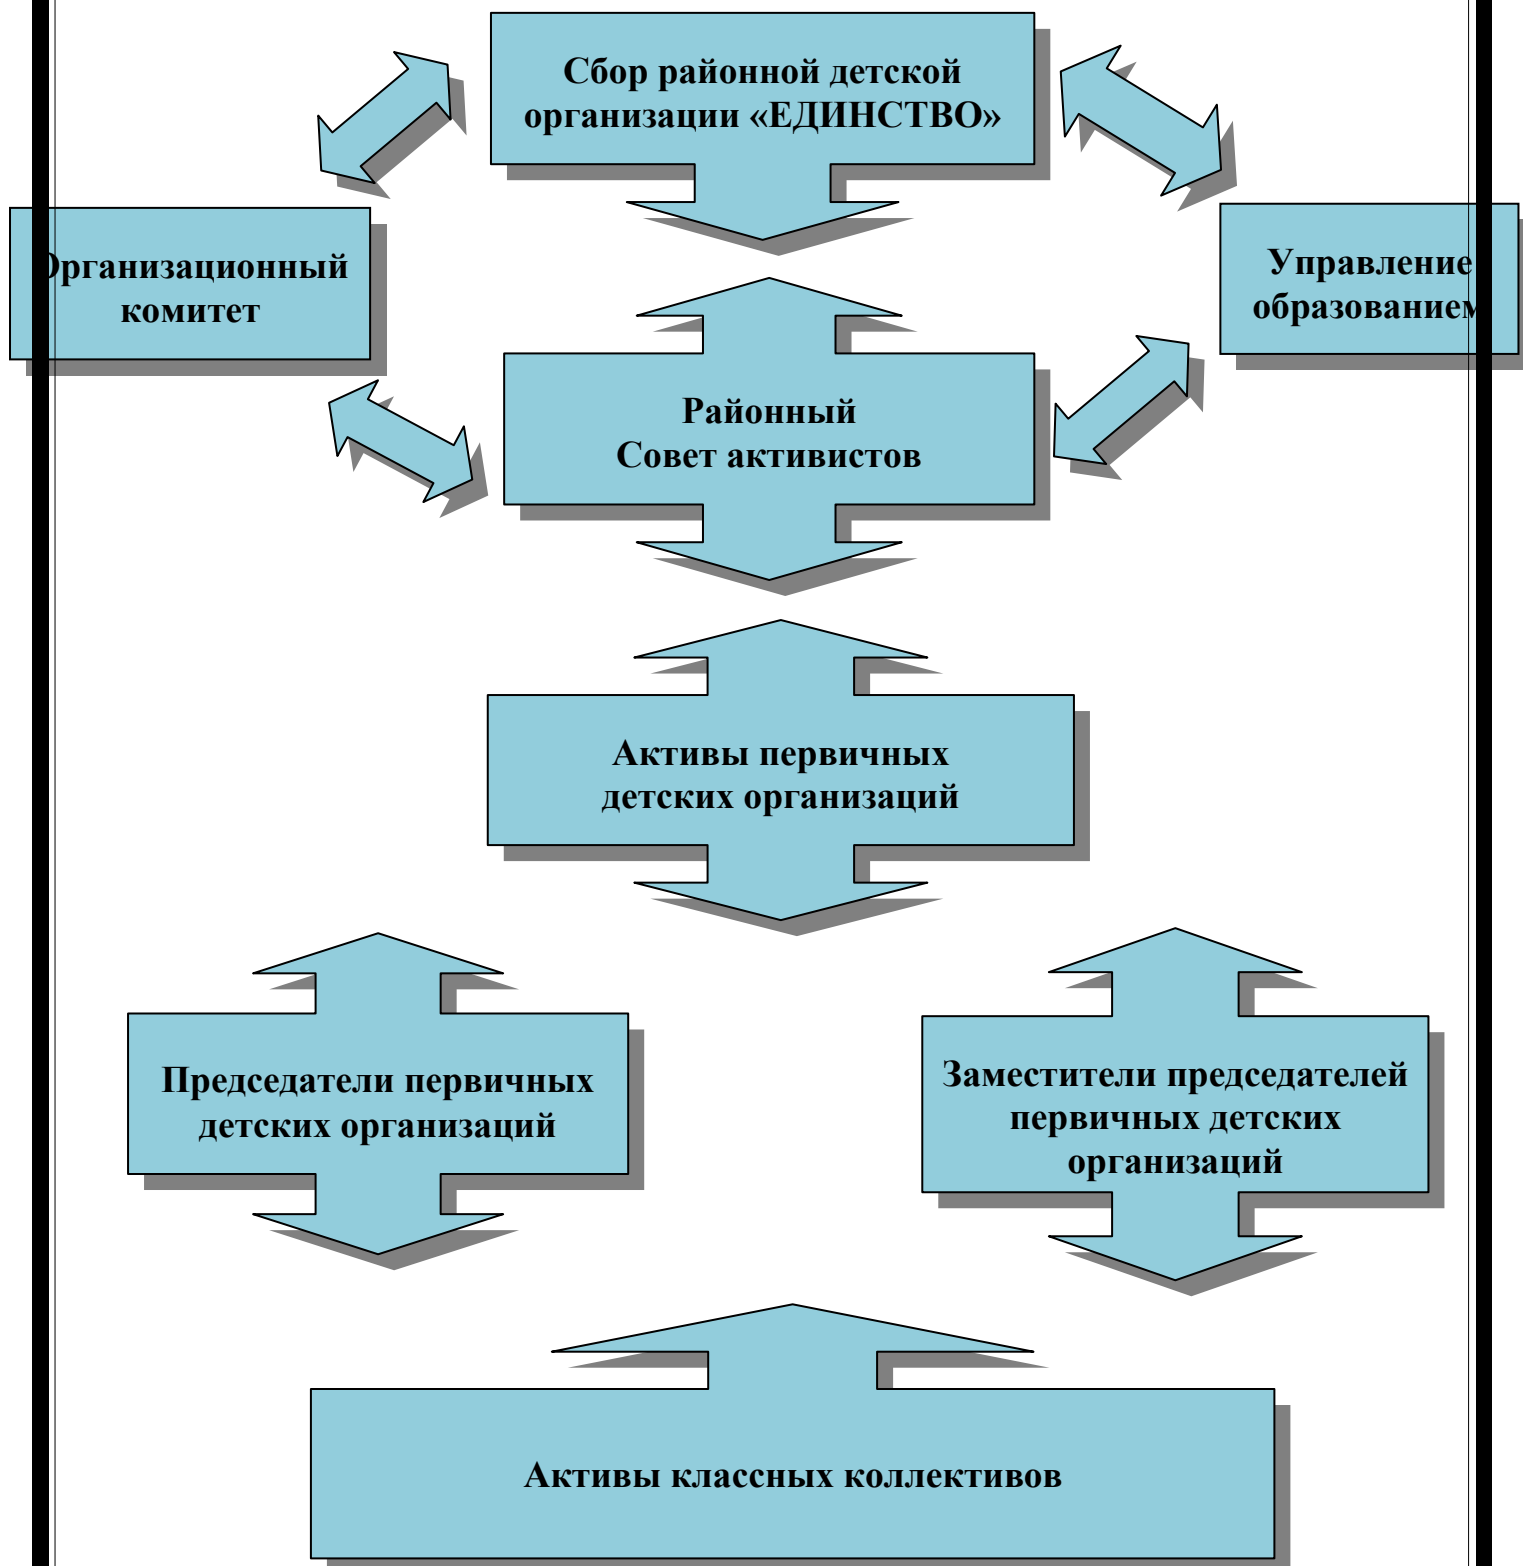 Сбор районной детской
организации «ЕДИНСТВО»
Организационный
комитет
Управление
образованием
Районный
Совет активистов
Активы первичных
детских организаций
Председатели первичных
детских организаций
Заместители председателей
первичных детских
организаций
Активы классных коллективов